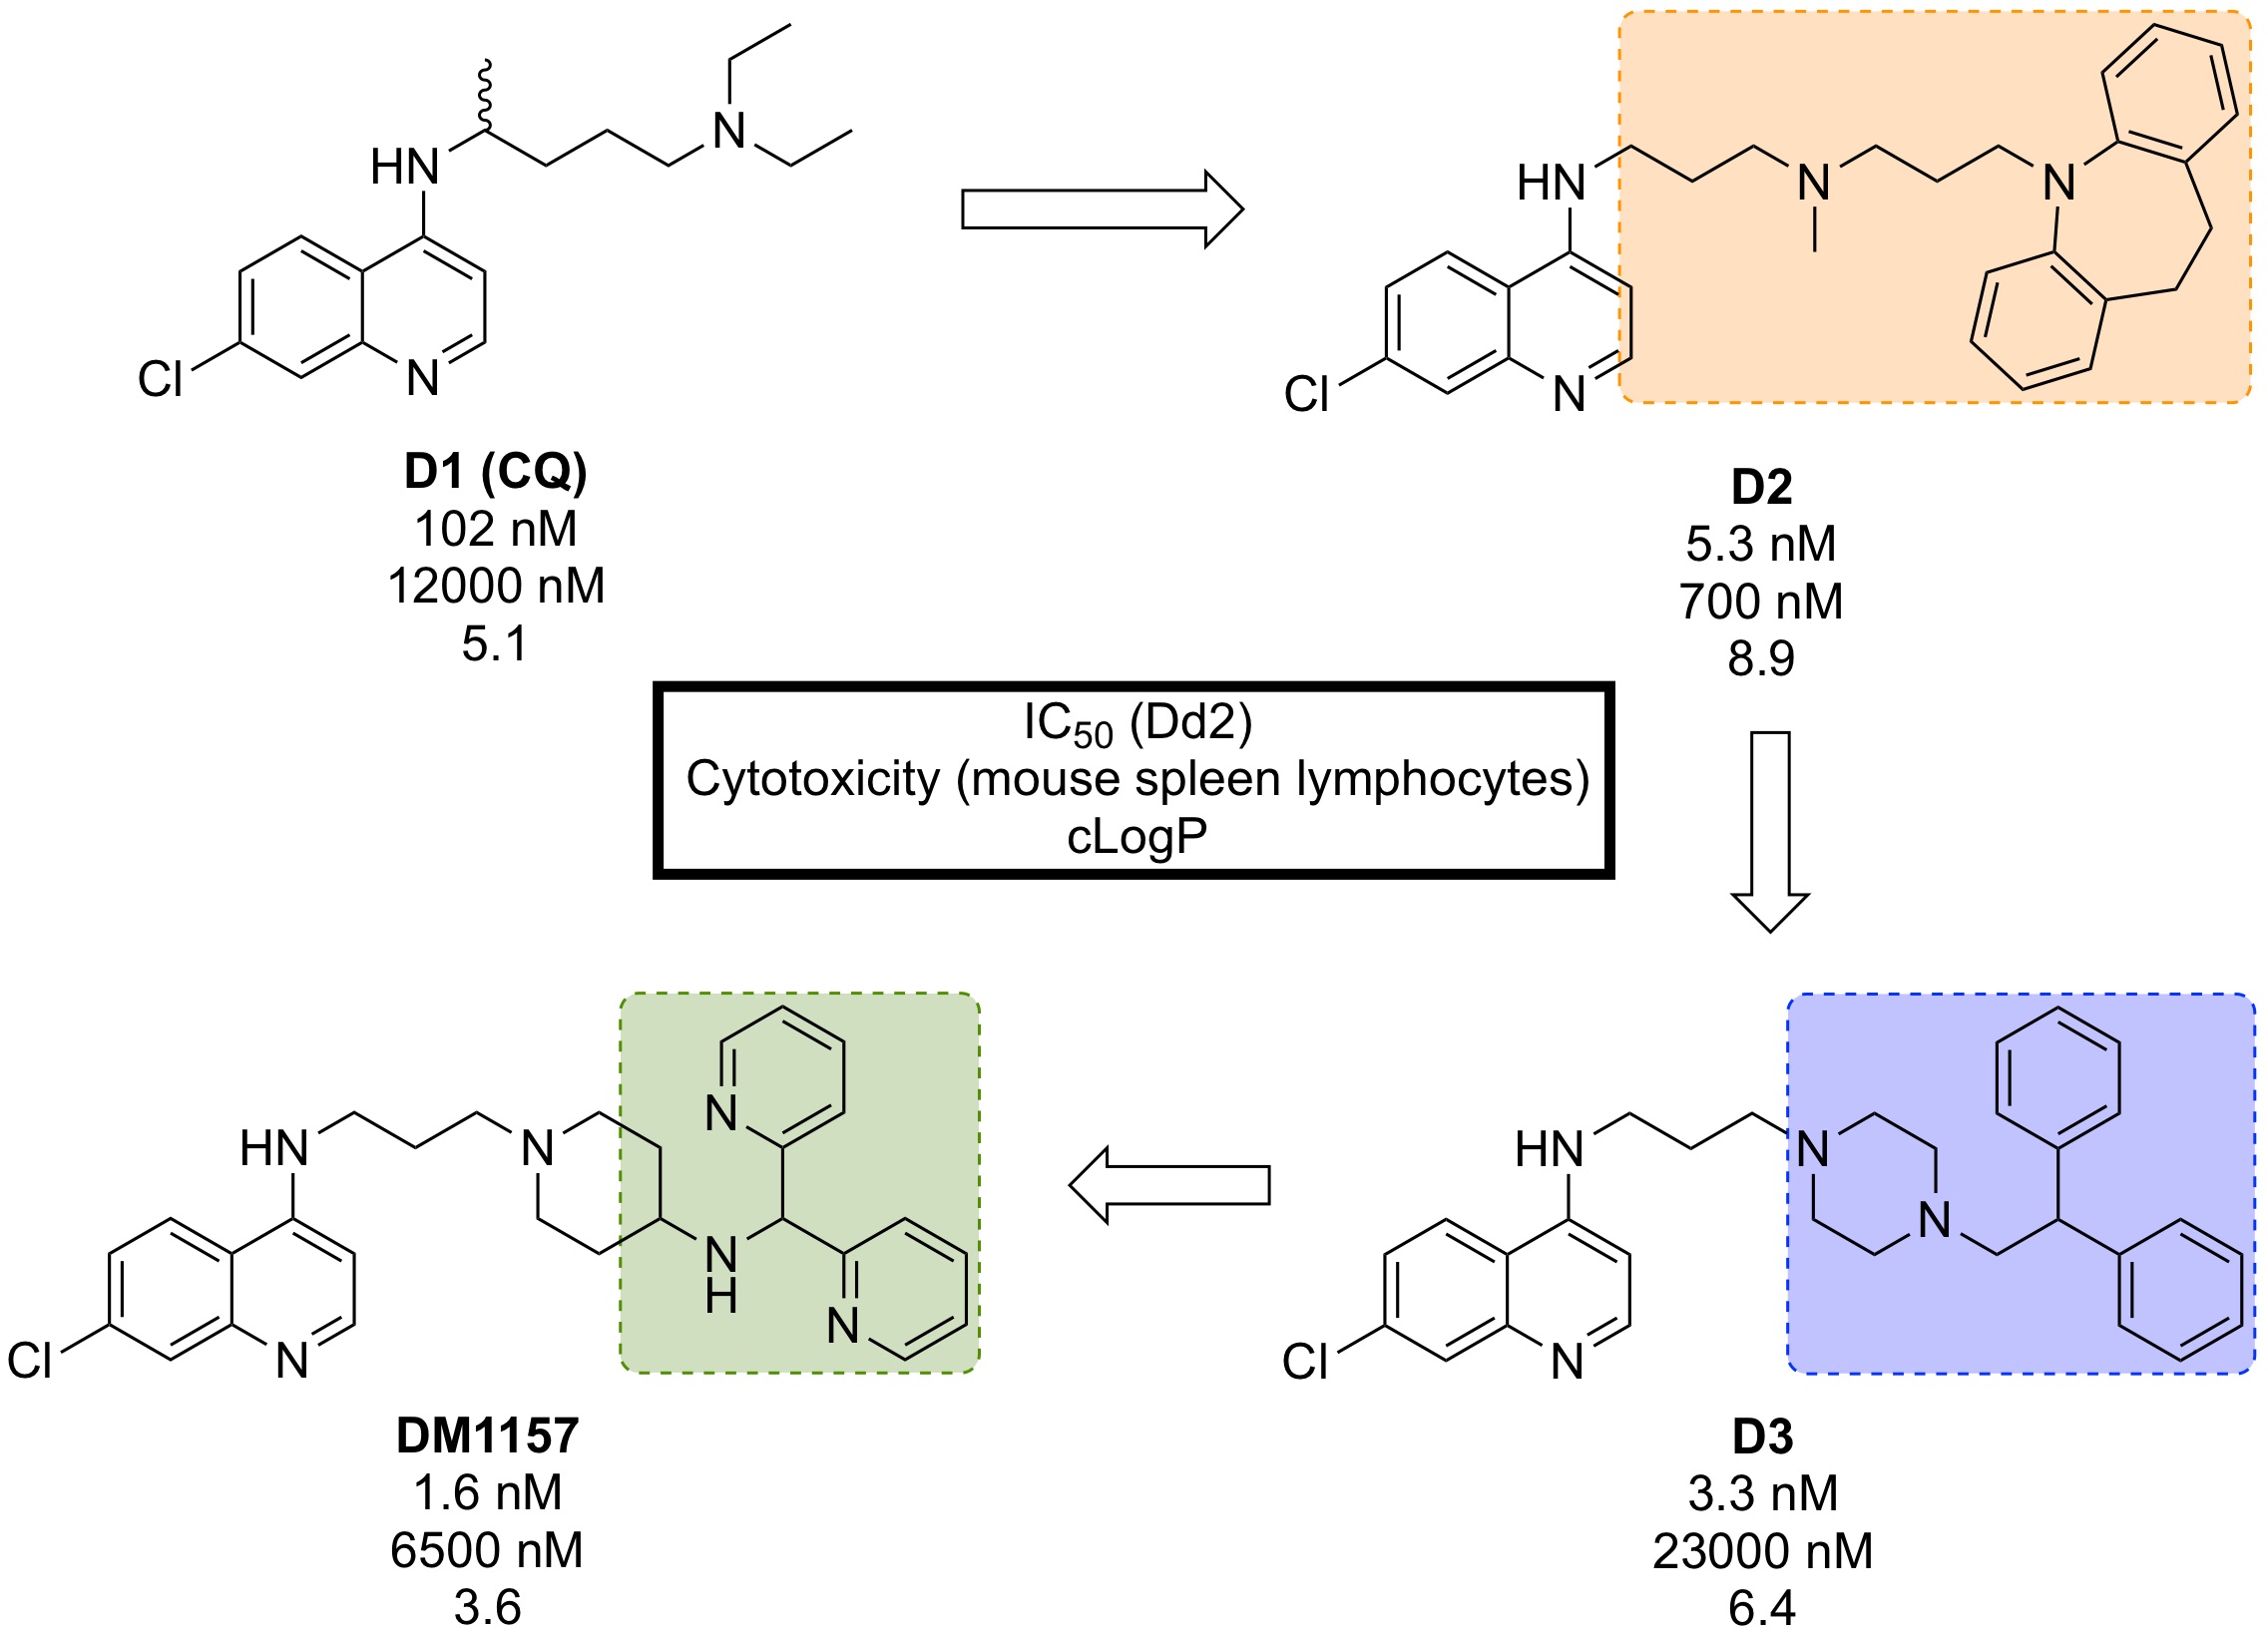 HN
N
Cl
N
D1 (CQ)
102 nM
12000 nM
5.1
HN
N
N
Cl
N
D2
5.3 nM
700 nM
8.9
IC50 (Dd2)
Cytotoxicity (mouse spleen lymphocytes)
cLogP
HN
N
N
N
H
N
Cl
N
DM1157
1.6 nM
6500 nM
3.6
HN
N
N
Cl
N
D3
3.3 nM
23000 nM
6.4